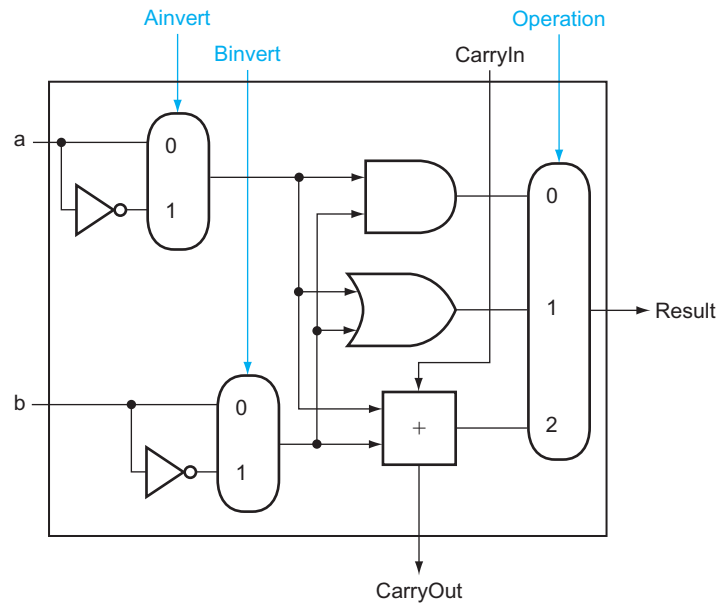 Ainvert
Operation
Binvert
CarryIn
a
0
1
0
1
Result
b
0
1
+
2
CarryOut